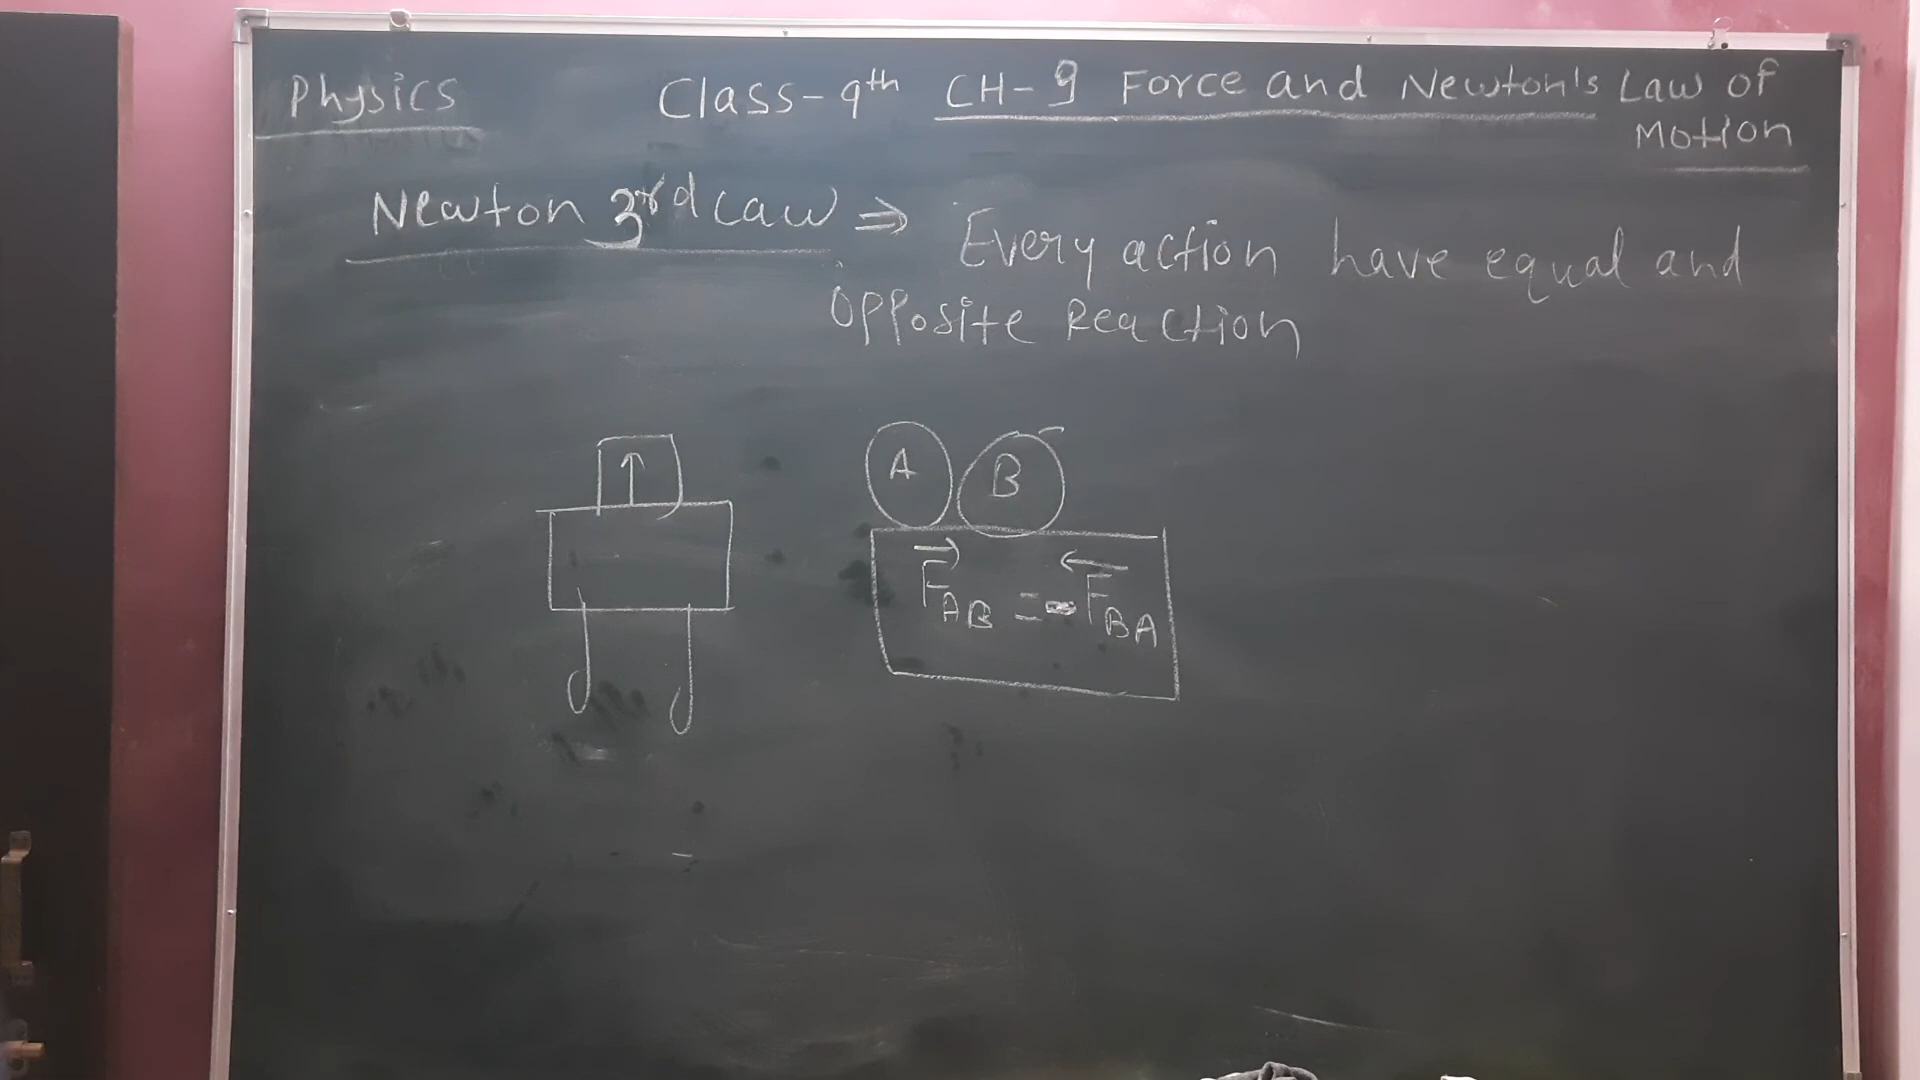 Physics Class-9th CH-9 Force and Newton's Law of
Motion
Newton 3rd Law ⇒ Every action have equal and
Opposite Reaction
↑
A B
F⃗AB = - F⃖BA